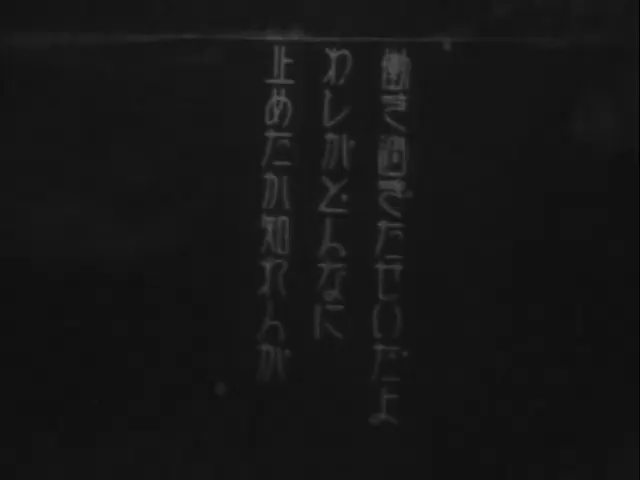 働き過ぎたせいだよ
わしがどんなに
止めたか知れんが